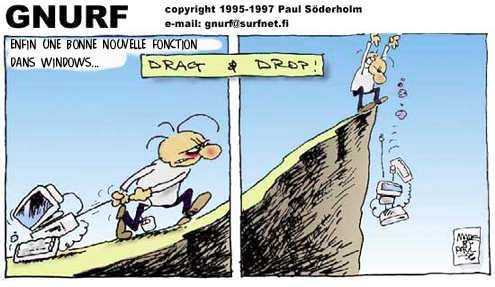 GNURF
copyright 1995-1997 Paul Söderholm
e-mail: gnurf@surfnet.fi
ENFIN UNE BONNE NOUVELLE FONCTION
DANS WINDOWS...
DRAG & DROP!